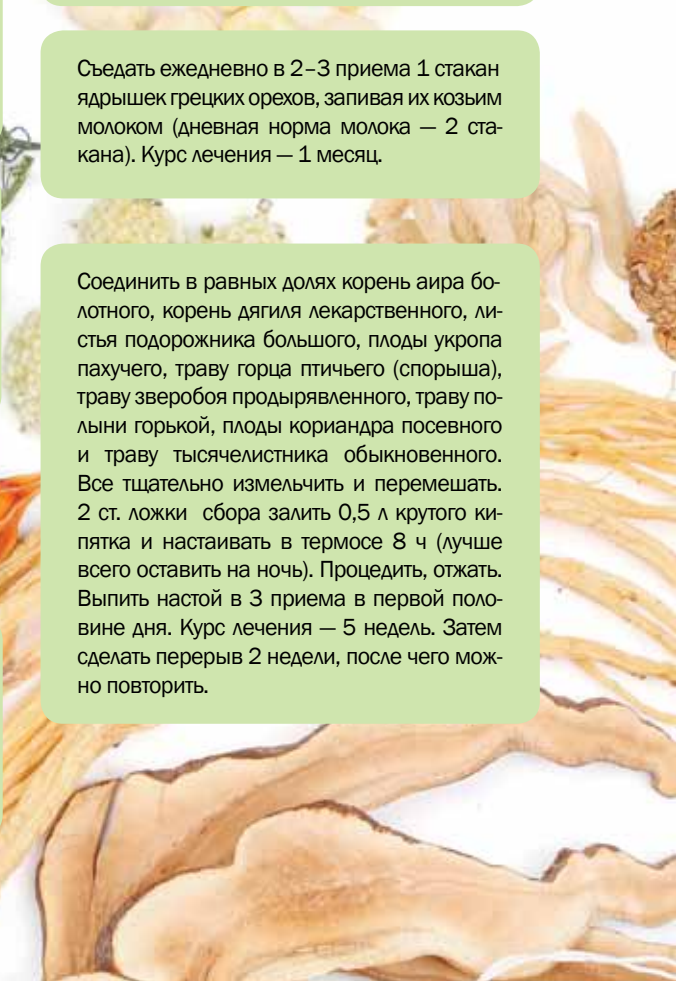 Съедать ежедневно в 2–3 приема 1 стакан
ядрышек грецких орехов, запивая их козьим
молоком (дневная норма молока — 2 ста-
кана). Курс лечения — 1 месяц.
Соединить в равных долях корень аира бо-
лотного, корень дягиля лекарственного, ли-
стья подорожника большого, плоды укропа
пахучего, траву горца птичьего (спорыша),
траву зверобоя продырявленного, траву по-
лыни горькой, плоды кориандра посевного
и траву тысячелистника обыкновенного.
Все тщательно измельчить и перемешать.
2 ст. ложки сбора залить 0,5 л крутого ки-
пятка и настаивать в термосе 8 ч (лучше
всего оставить на ночь). Процедить, отжать.
Выпить настой в 3 приема в первой поло-
вине дня. Курс лечения — 5 недель. Затем
сделать перерыв 2 недели, после чего мож-
но повторить.